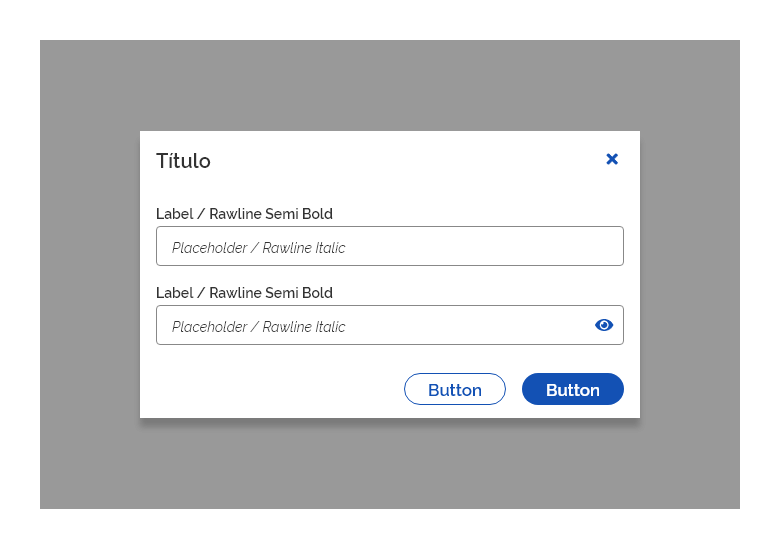 Título
Label / Rawline Semi Bold
Placeholder / Rawline Italic
Label / Rawline Semi Bold
Placeholder / Rawline Italic
Button Button